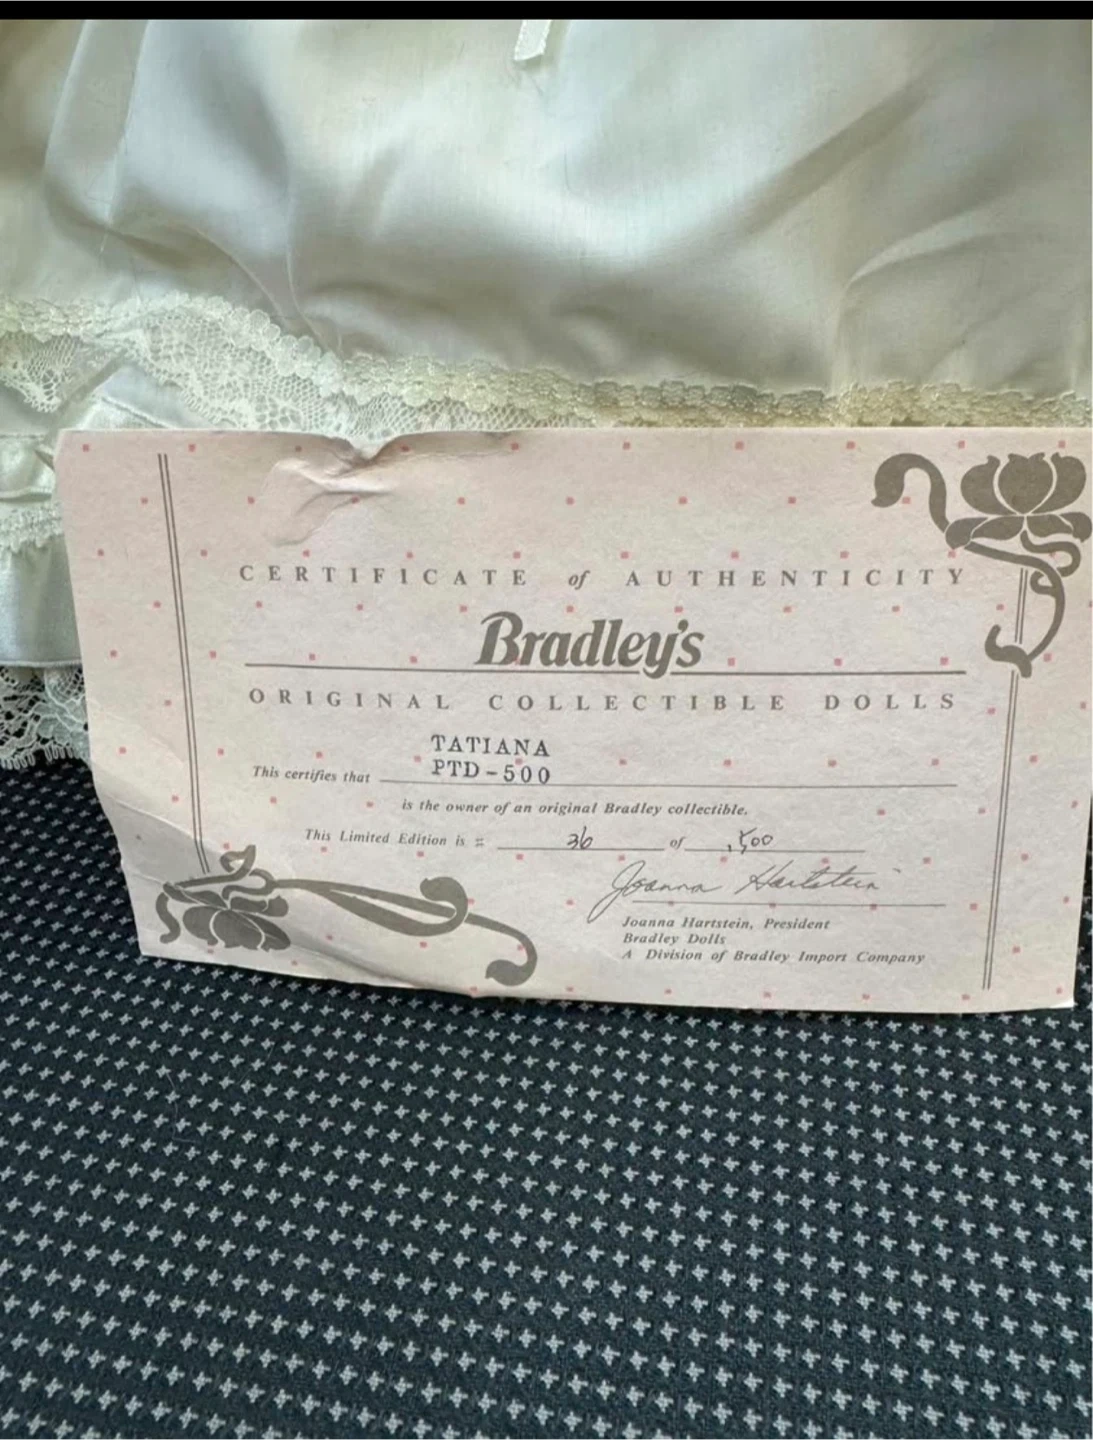 CERTIFICATE of AUTHENTICITY
Bradley's
ORIGINAL COLLECTIBLE DOLLS
TATIANA
This certifies that PTD-500
is the owner of an original Bradley collectible.
This Limited Edition is # 36 of 1,500
Joanna Hartstein
Joanna Hartstein, President
Bradley Dolls
A Division of Bradley Import Company